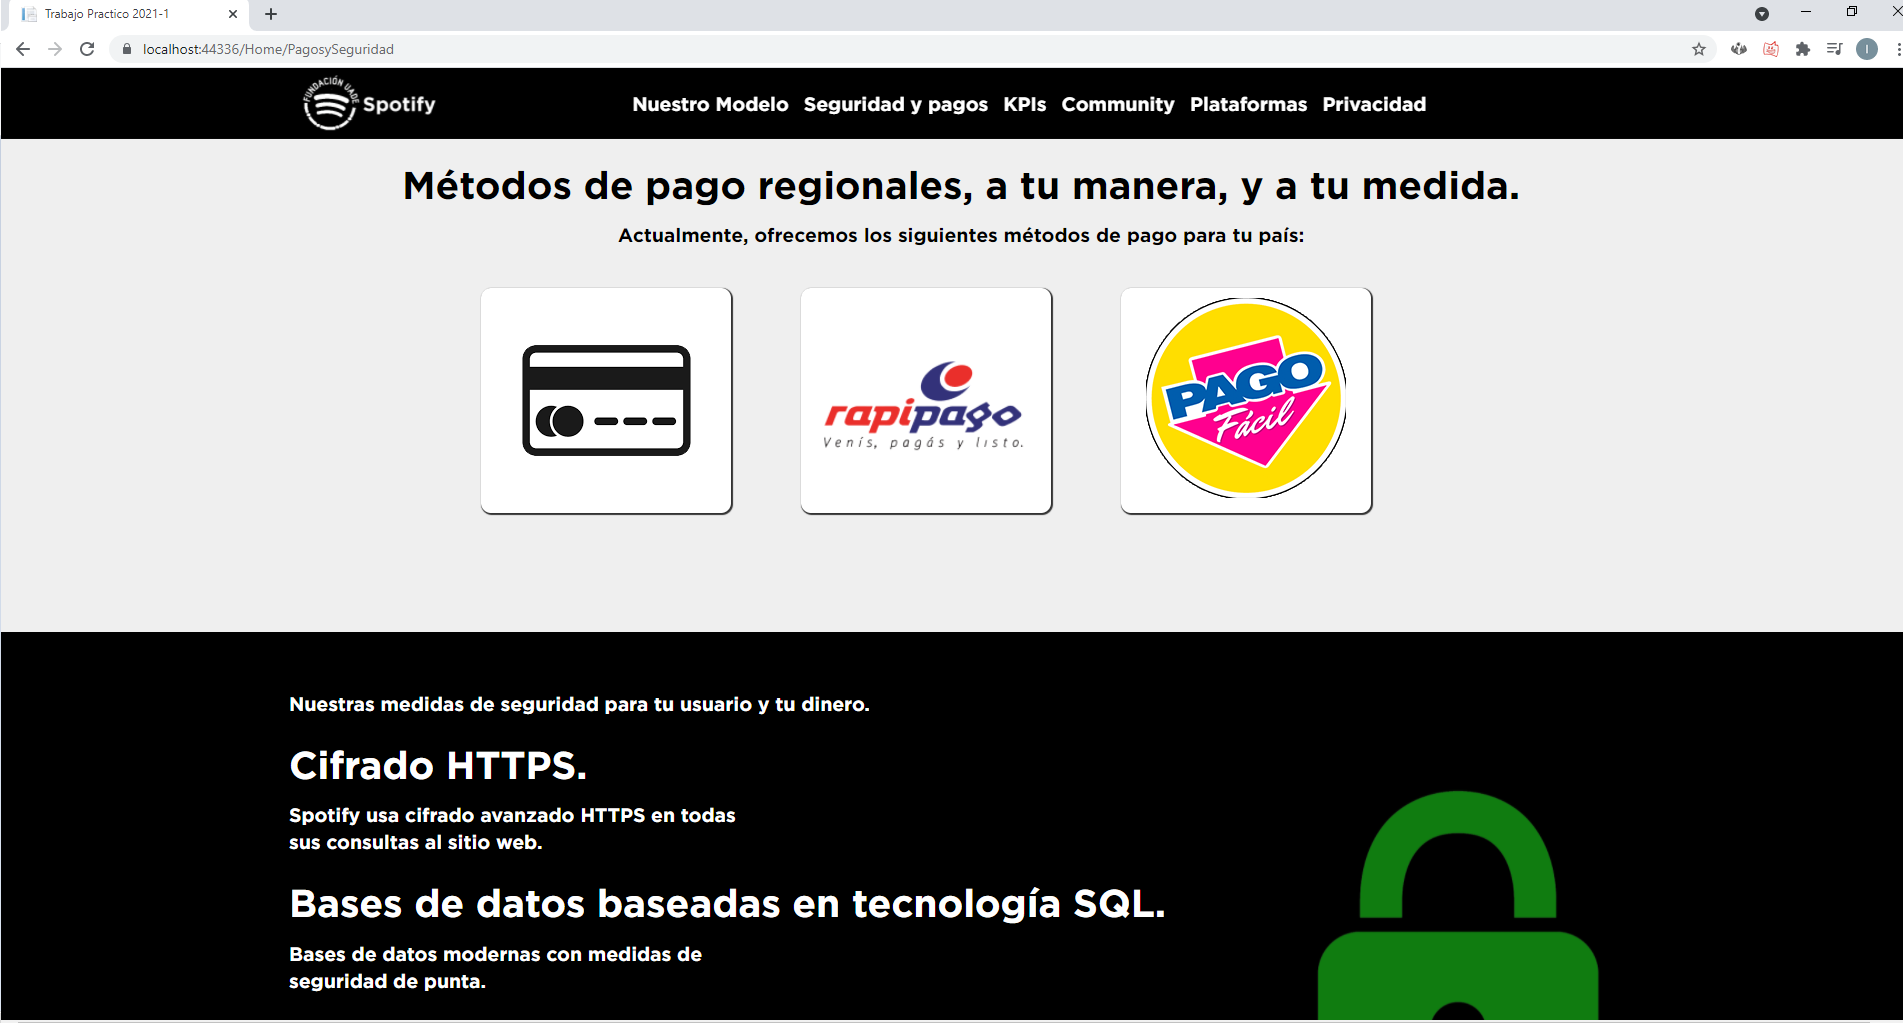 Trabajo Practico 2021-1
localhost:44336/Home/PagosySeguridad
I
FUNDACIÓN UADE
Spotify
Nuestro Modelo Seguridad y pagos KPIs Community Plataformas Privacidad
Métodos de pago regionales, a tu manera, y a tu medida.
Actualmente, ofrecemos los siguientes métodos de pago para tu país:
rapipago
Venís, pagás y listo.
PAGO
Fácil
Nuestras medidas de seguridad para tu usuario y tu dinero.
Cifrado HTTPS.
Spotify usa cifrado avanzado HTTPS en todas
sus consultas al sitio web.
Bases de datos baseadas en tecnología SQL.
Bases de datos modernas con medidas de
seguridad de punta.